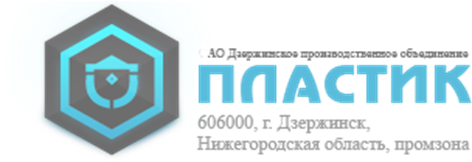 АО Дзержинское производственное объединение
ПЛАСТИК
606000, г. Дзержинск,
Нижегородская область, промзона